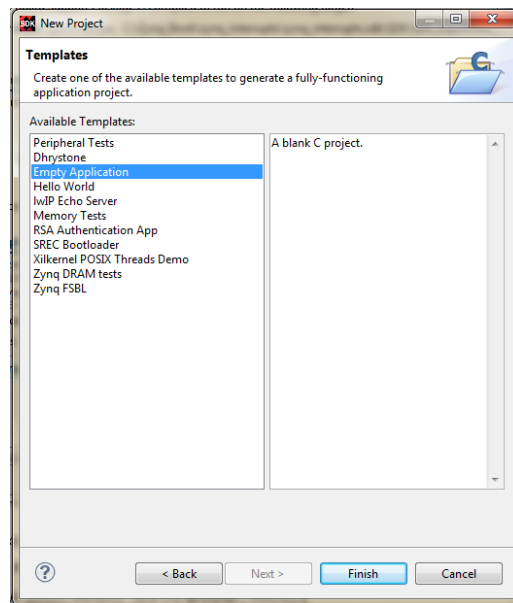 SDK New Project
Templates
Create one of the available templates to generate a fully-functioning
application project.
Available Templates:
Peripheral Tests
Dhrystone
Empty Application
Hello World
lwIP Echo Server
Memory Tests
RSA Authentication App
SREC Bootloader
Xilkernel POSIX Threads Demo
Zynq DRAM tests
Zynq FSBL
A blank C project.
?
< Back
Next >
Finish
Cancel